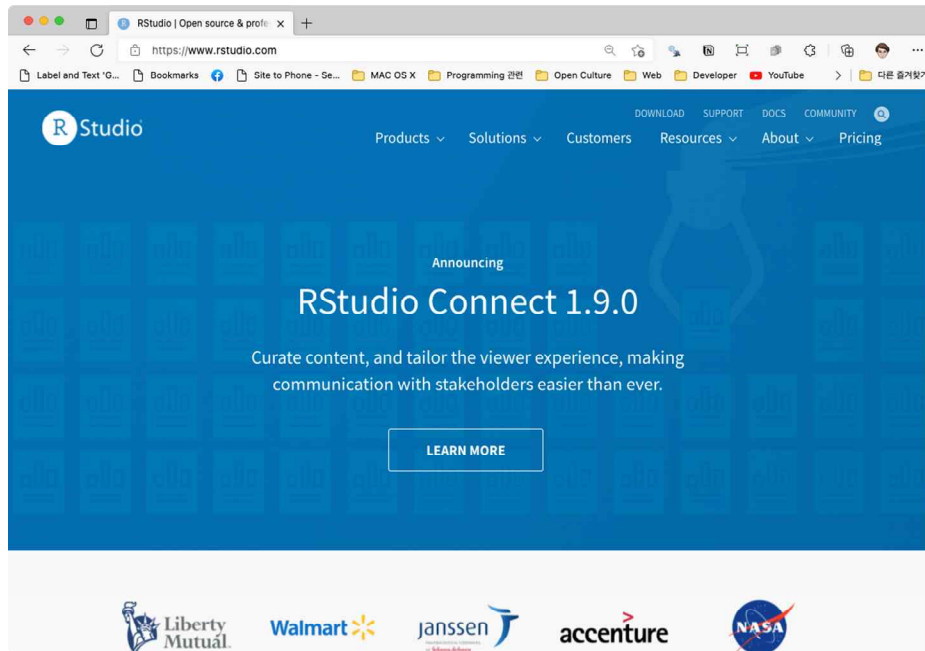 RStudio | Open source & profe
https://www.rstudio.com
Label and Text 'G... Bookmarks Site to Phone - Se... MAC OS X Programming 관련 Open Culture Web Developer YouTube 다른 즐겨찾기
DOWNLOAD SUPPORT DOCS COMMUNITY
R Studio
Products Solutions Customers Resources About Pricing
Announcing
RStudio Connect 1.9.0
Curate content, and tailor the viewer experience, making
communication with stakeholders easier than ever.
LEARN MORE
Liberty
Mutual.
Walmart
janssen
accenture
NASA